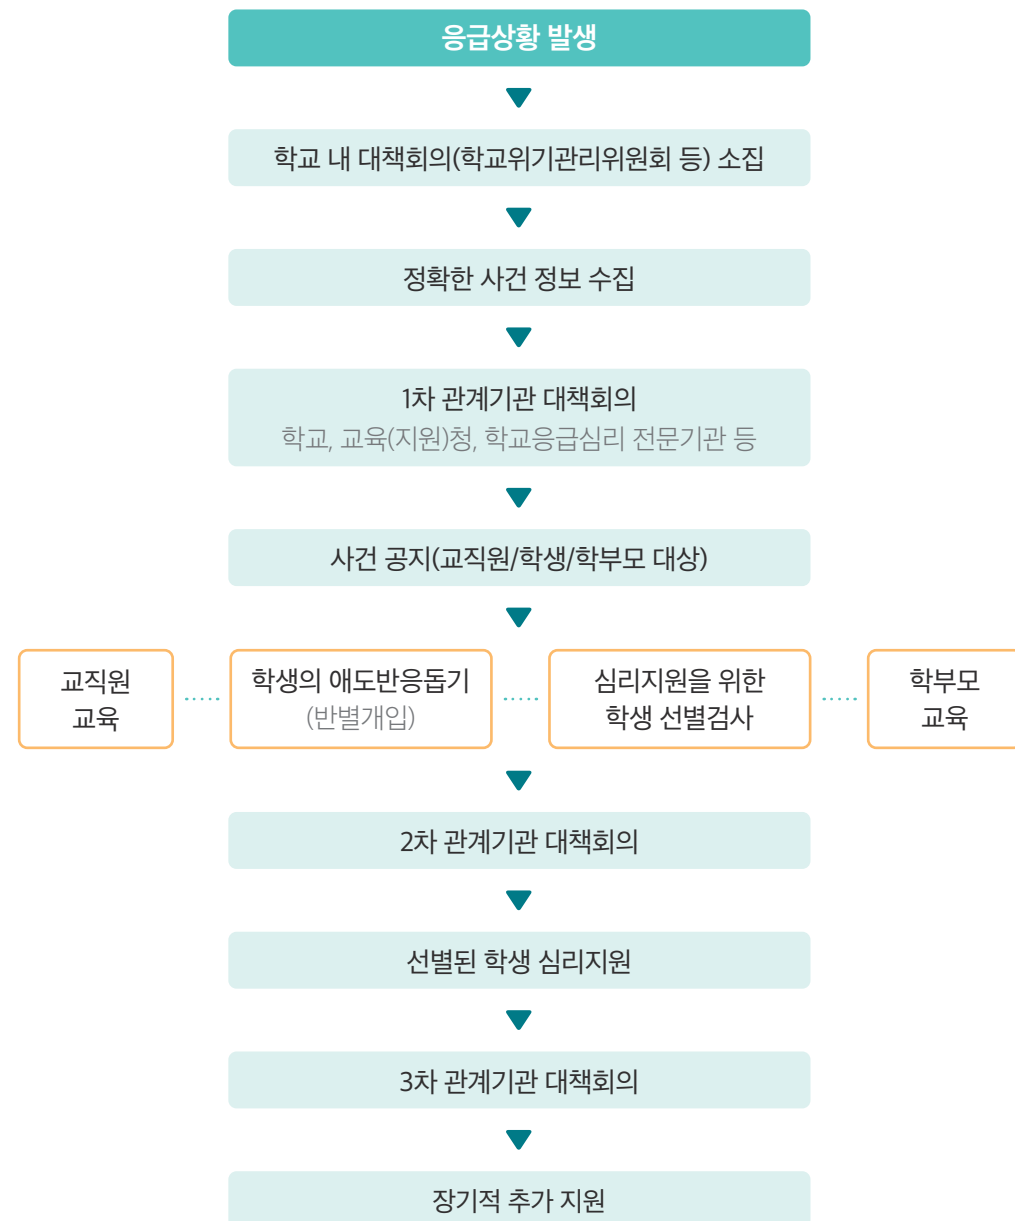 응급상황 발생
학교 내 대책회의(학교위기관리위원회 등) 소집
정확한 사건 정보 수집
1차 관계기관 대책회의
학교, 교육(지원)청, 학교응급심리 전문기관 등
사건 공지(교직원/학생/학부모 대상)
교직원
교육
학생의 애도반응돕기
(반별개입)
심리지원을 위한
학생 선별검사
학부모
교육
2차 관계기관 대책회의
선별된 학생 심리지원
3차 관계기관 대책회의
장기적 추가 지원